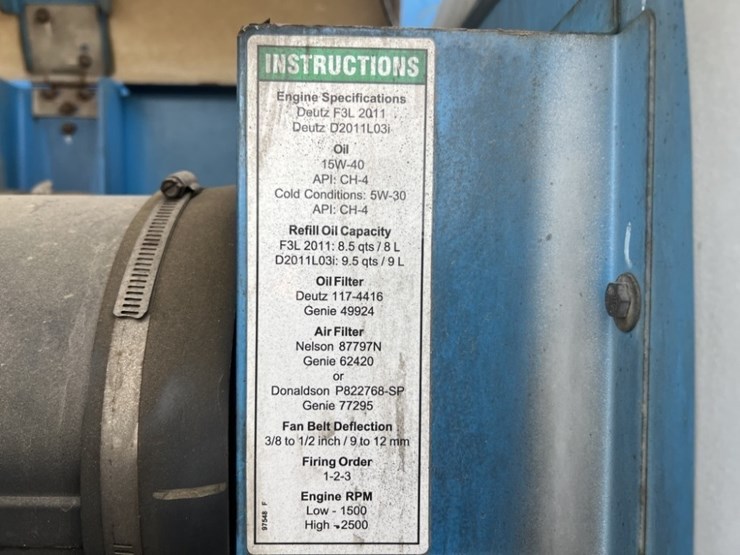 INSTRUCTIONS
Engine Specifications
Deutz F3L 2011
Deutz D2011L03i
Oil
15W-40
API: CH-4
Cold Conditions: 5W-30
API: CH-4
Refill Oil Capacity
F3L 2011: 8.5 qts / 8 L
D2011L03i: 9.5 qts / 9 L
Oil Filter
Deutz 117-4416
Genie 49924
Air Filter
Nelson 87797N
Genie 62420
or
Donaldson P822768-SP
Genie 77295
Fan Belt Deflection
3/8 to 1/2 inch / 9 to 12 mm
Firing Order
1-2-3
Engine RPM
Low - 1500
High - 2500
97548 F